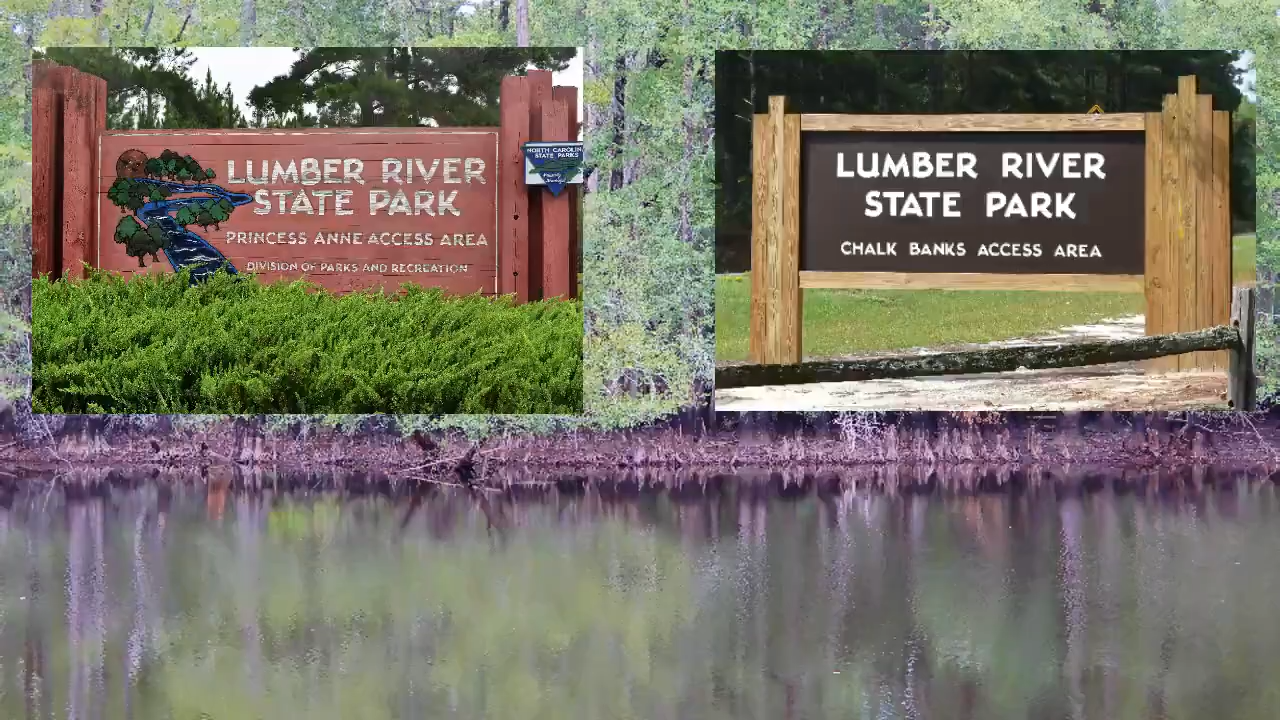 LUMBER RIVER
STATE PARK
PRINCESS ANNE ACCESS AREA
DIVISION OF PARKS AND RECREATION
NORTH CAROLIN
STATE PARKS
LUMBER RIVER
STATE PARK
CHALK BANKS ACCESS AREA